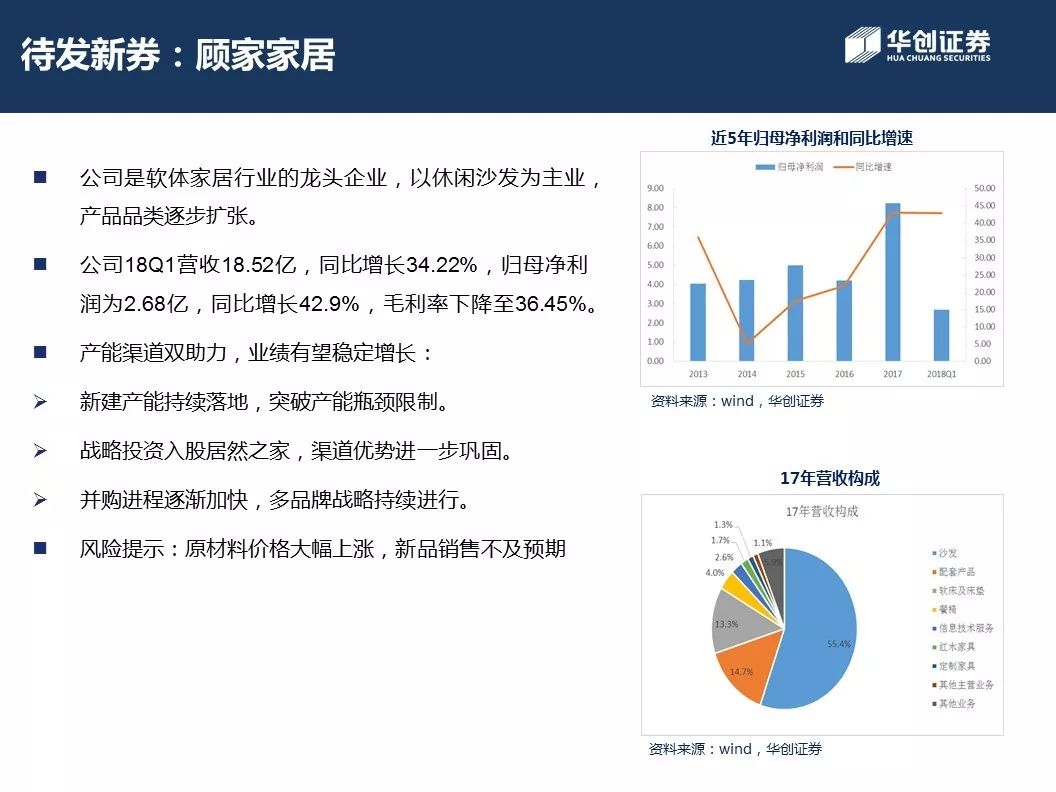 待发新券：顾家家居
华创证券
HUA CHUANG SECURITIES
公司是软体家居行业的龙头企业，以休闲沙发为主业，
产品品类逐步扩张。
公司18Q1营收18.52亿，同比增长34.22%，归母净利
润为2.68亿，同比增长42.9%，毛利率下降至36.45%。
产能渠道双助力，业绩有望稳定增长：
新建产能持续落地，突破产能瓶颈限制。
战略投资入股居然之家，渠道优势进一步巩固。
并购进程逐渐加快，多品牌战略持续进行。
风险提示：原材料价格大幅上涨，新品销售不及预期
近5年归母净利润和同比增速
归母净利润 同比增速
9.00 50.00
8.00 45.00
7.00 40.00
6.00 35.00
5.00 30.00
4.00 25.00
3.00 20.00
2.00 15.00
1.00 10.00
0.00 5.00
0.00
2013 2014 2015 2016 2017 2018Q1
资料来源：wind，华创证券
17年营收构成
17年营收构成
1.3%
1.7%
1.1%
2.6%
5.9%
4.0%
13.3%
14.7%
55.4%
沙发
配套产品
软床及床垫
餐椅
信息技术服务
红木家具
定制家具
其他主营业务
其他业务
资料来源：wind，华创证券